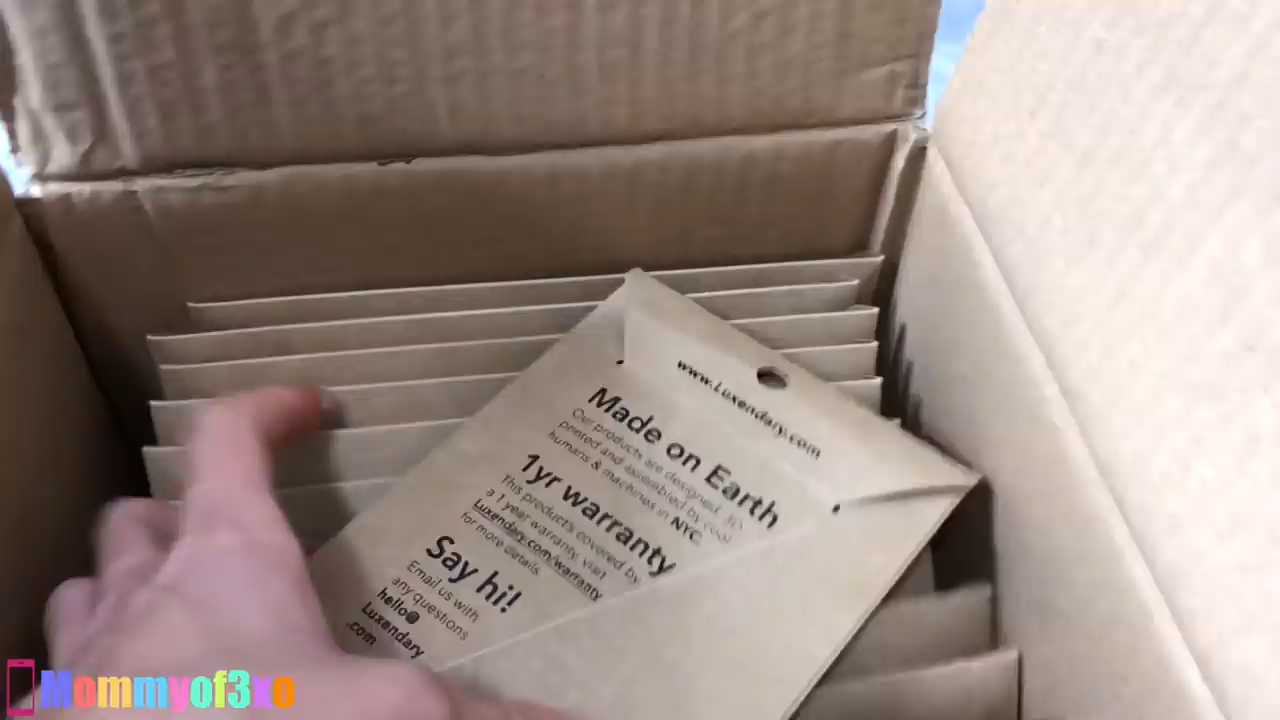 www.Luxendary.com
Made on Earth
Our products are designed, 3D
printed and assembled by cool
humans & machines in NYC.
1yr warranty
This product's covered by
a 1 year warranty, visit
Luxendary.com/warranty
for more details.
Say hi!
Email us with
any questions
hello@
Luxendary
.com
Mommyof3xo